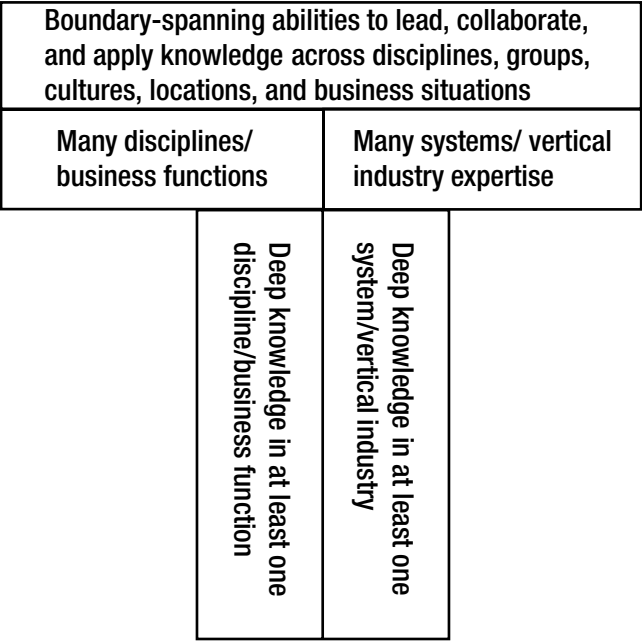 Boundary-spanning abilities to lead, collaborate,
and apply knowledge across disciplines, groups,
cultures, locations, and business situations
Many disciplines/
business functions
Many systems/ vertical
industry expertise
Deep knowledge in at least one
discipline/business function
Deep knowledge in at least one
system/vertical industry